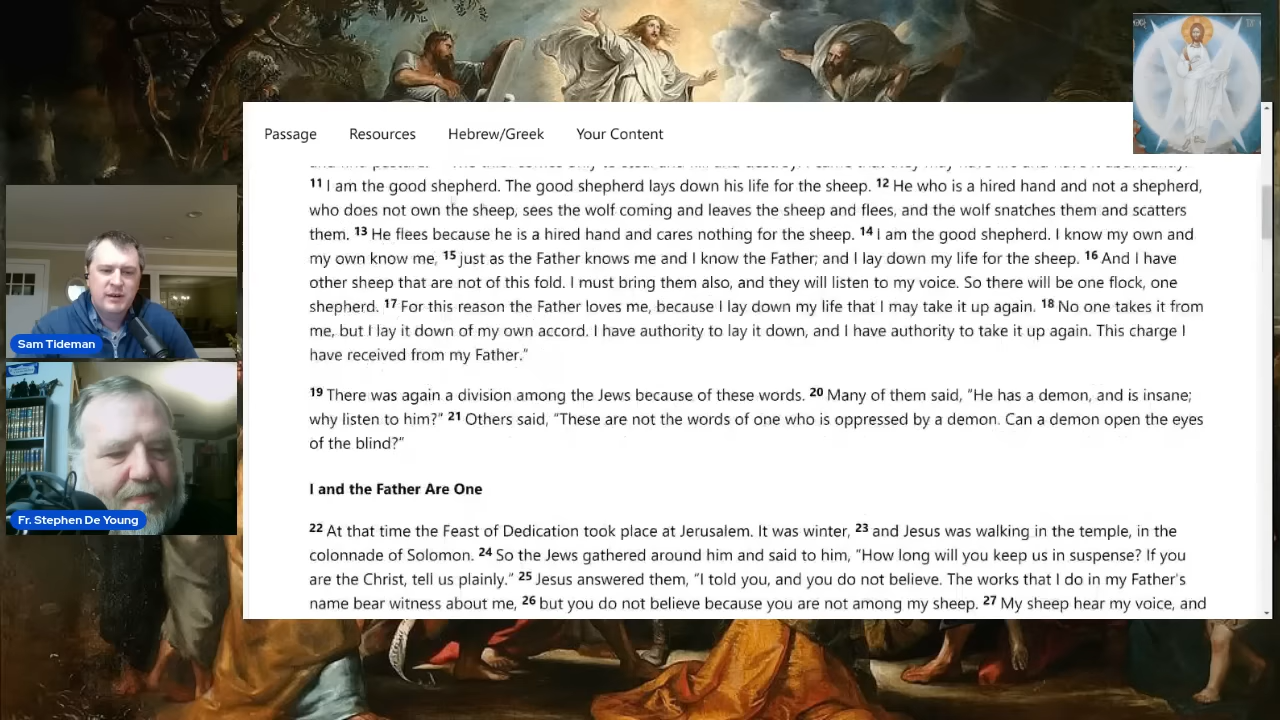 Passage Resources Hebrew/Greek Your Content
11 I am the good shepherd. The good shepherd lays down his life for the sheep. 12 He who is a hired hand and not a shepherd,
who does not own the sheep, sees the wolf coming and leaves the sheep and flees, and the wolf snatches them and scatters
them. 13 He flees because he is a hired hand and cares nothing for the sheep. 14 I am the good shepherd. I know my own and
my own know me, 15 just as the Father knows me and I know the Father; and I lay down my life for the sheep. 16 And I have
other sheep that are not of this fold. I must bring them also, and they will listen to my voice. So there will be one flock, one
shepherd. 17 For this reason the Father loves me, because I lay down my life that I may take it up again. 18 No one takes it from
me, but I lay it down of my own accord. I have authority to lay it down, and I have authority to take it up again. This charge I
have received from my Father.”
19 There was again a division among the Jews because of these words. 20 Many of them said, “He has a demon, and is insane;
why listen to him?” 21 Others said, “These are not the words of one who is oppressed by a demon. Can a demon open the eyes
of the blind?”
I and the Father Are One
22 At that time the Feast of Dedication took place at Jerusalem. It was winter, 23 and Jesus was walking in the temple, in the
colonnade of Solomon. 24 So the Jews gathered around him and said to him, “How long will you keep us in suspense? If you
are the Christ, tell us plainly.” 25 Jesus answered them, “I told you, and you do not believe. The works that I do in my Father's
name bear witness about me, 26 but you do not believe because you are not among my sheep. 27 My sheep hear my voice, and
Sam Tideman
Fr. Stephen De Young